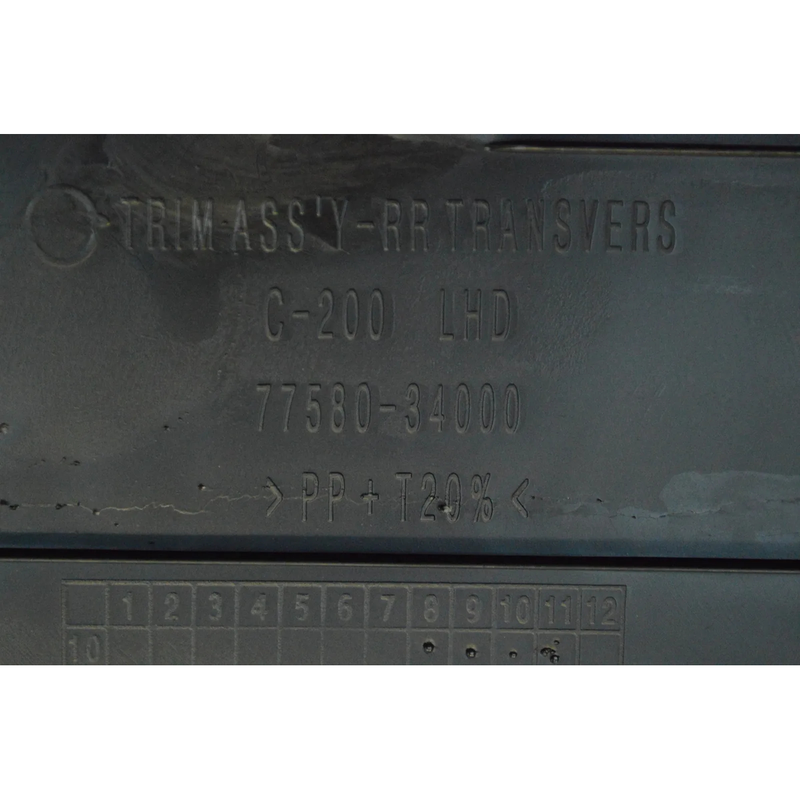 TRIM ASS'Y-RR TRANSVERS
C-200 LHD
77580-34000
>PP+T20%<
1 2 3 4 5 6 7 8 9 10 11 12
10